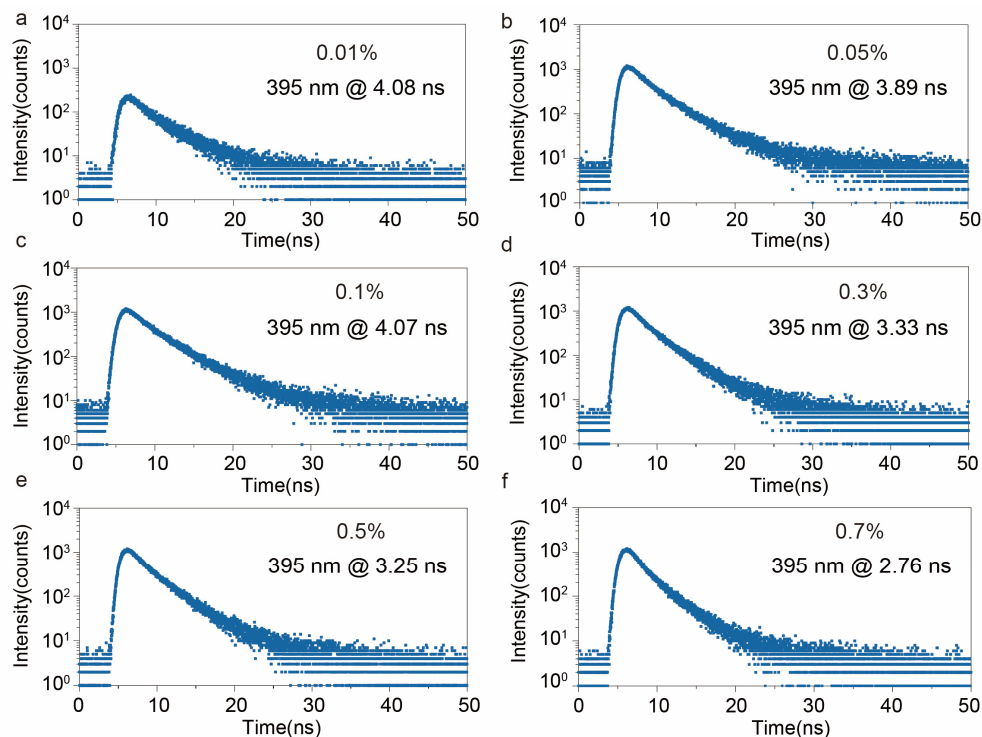 a
10⁴
10³
10²
10¹
10⁰
Intensity(counts)
0.01%
395 nm @ 4.08 ns
0 10 20 30 40 50
Time(ns)
b
10⁴
10³
10²
10¹
10⁰
Intensity(counts)
0.05%
395 nm @ 3.89 ns
0 10 20 30 40 50
Time(ns)
c
10⁴
10³
10²
10¹
10⁰
Intensity(counts)
0.1%
395 nm @ 4.07 ns
0 10 20 30 40 50
Time(ns)
d
10⁴
10³
10²
10¹
10⁰
Intensity(counts)
0.3%
395 nm @ 3.33 ns
0 10 20 30 40 50
Time(ns)
e
10⁴
10³
10²
10¹
10⁰
Intensity(counts)
0.5%
395 nm @ 3.25 ns
0 10 20 30 40 50
Time(ns)
f
10⁴
10³
10²
10¹
10⁰
Intensity(counts)
0.7%
395 nm @ 2.76 ns
0 10 20 30 40 50
Time(ns)